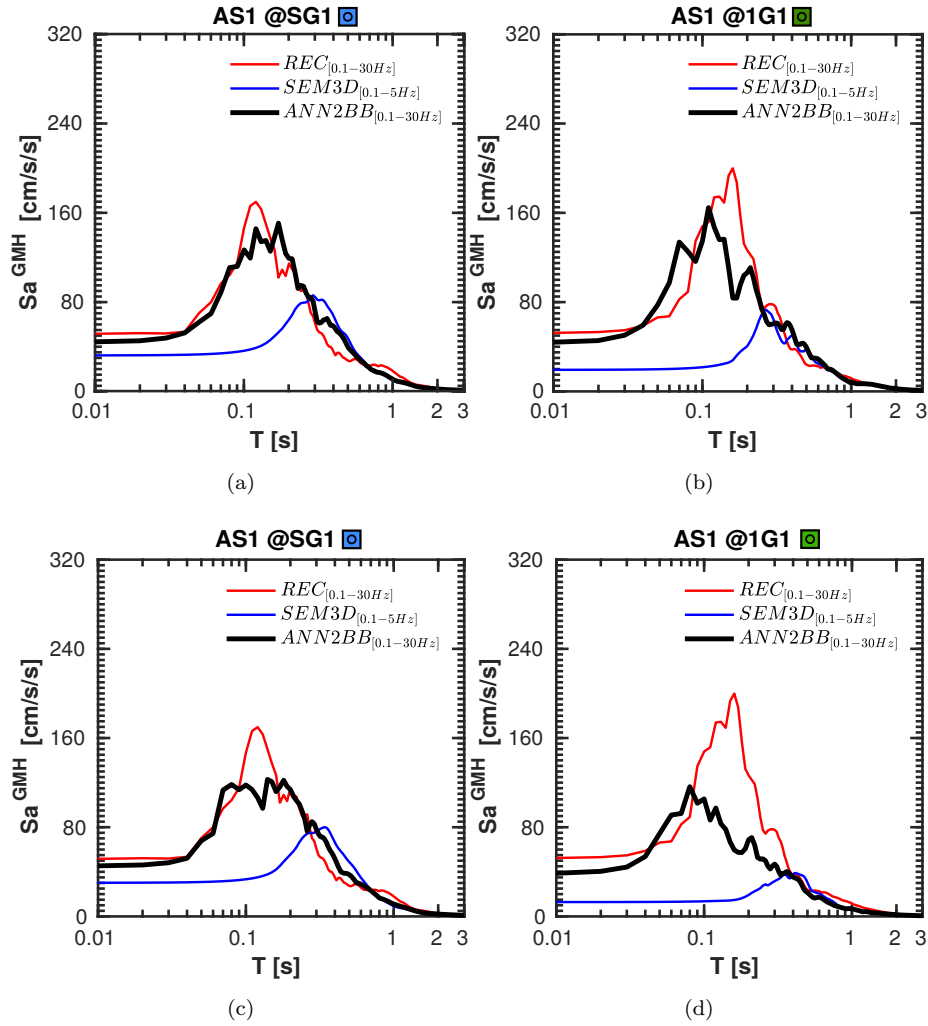 AS1 @SG1
320
240
160
80
0
Sa GMH [cm/s/s]
REC[0.1−30Hz]
SEM3D[0.1−5Hz]
ANN2BB[0.1−30Hz]
0.01 0.1 1 2 3
T [s]
(a)
AS1 @1G1
320
240
160
80
0
Sa GMH [cm/s/s]
REC[0.1−30Hz]
SEM3D[0.1−5Hz]
ANN2BB[0.1−30Hz]
0.01 0.1 1 2 3
T [s]
(b)
AS1 @SG1
320
240
160
80
0
Sa GMH [cm/s/s]
REC[0.1−30Hz]
SEM3D[0.1−5Hz]
ANN2BB[0.1−30Hz]
0.01 0.1 1 2 3
T [s]
(c)
AS1 @1G1
320
240
160
80
0
Sa GMH [cm/s/s]
REC[0.1−30Hz]
SEM3D[0.1−5Hz]
ANN2BB[0.1−30Hz]
0.01 0.1 1 2 3
T [s]
(d)